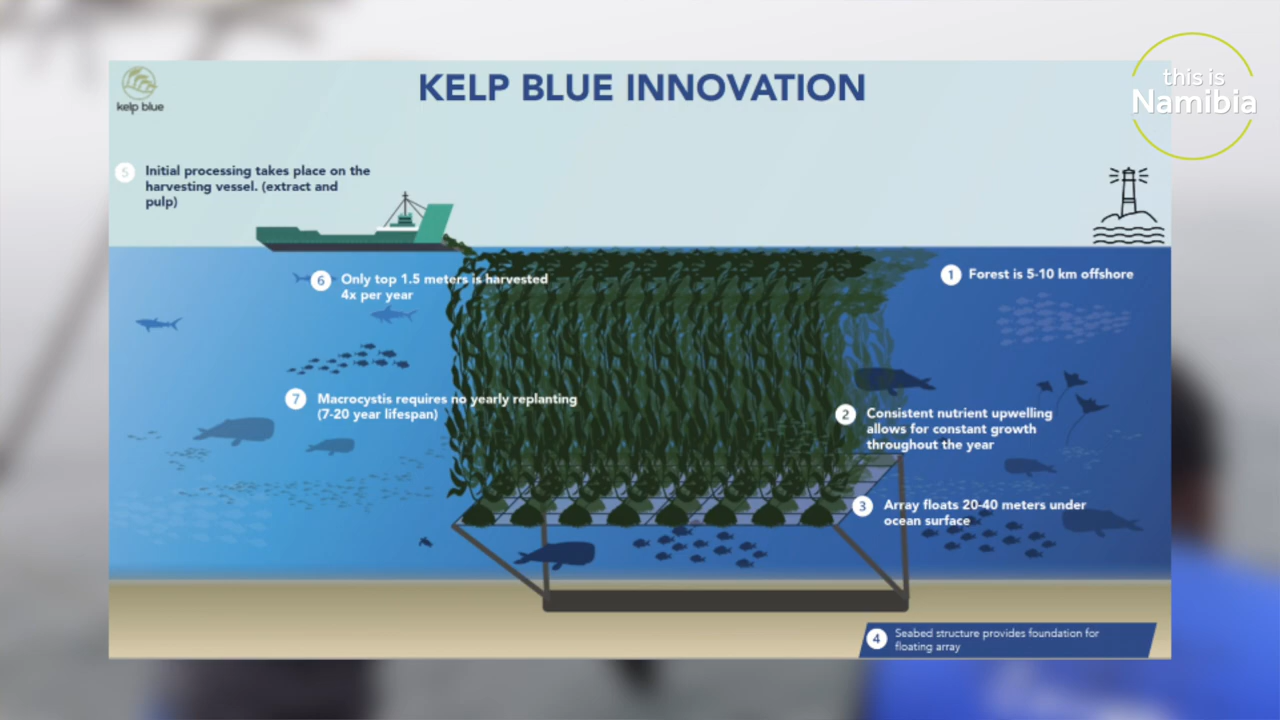 this is
Namibia
kelp blue
KELP BLUE INNOVATION
5
Initial processing takes place on the
harvesting vessel. (extract and
pulp)
6
Only top 1.5 meters is harvested
4x per year
1
Forest is 5-10 km offshore
7
Macrocystis requires no yearly replanting
(7-20 year lifespan)
2
Consistent nutrient upwelling
allows for constant growth
throughout the year
3
Array floats 20-40 meters under
ocean surface
4
Seabed structure provides foundation for
floating array